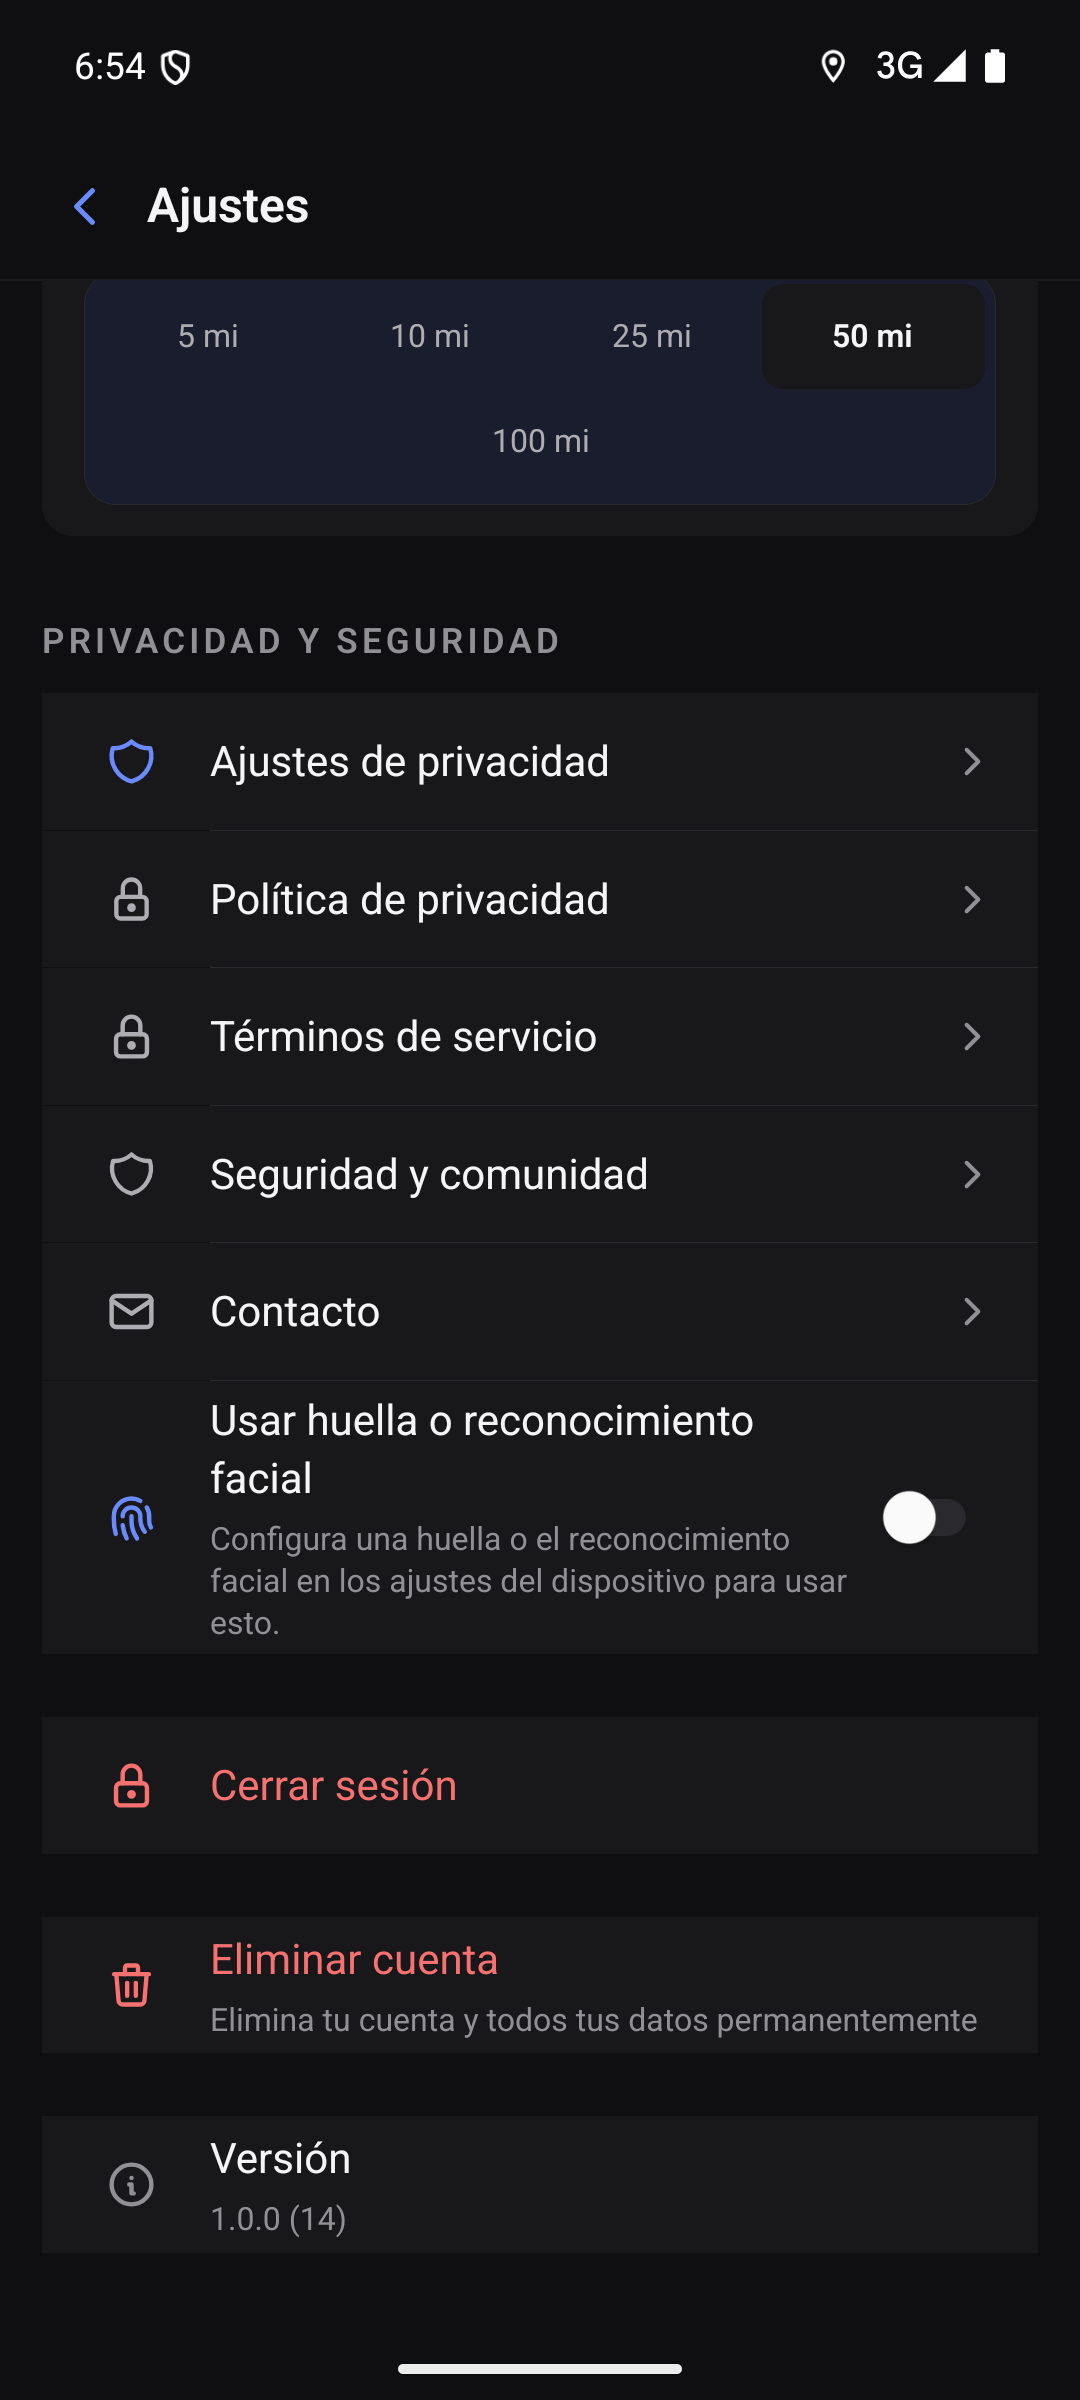 6:54
3G
Ajustes
5 mi
10 mi
25 mi
50 mi
100 mi
PRIVACIDAD Y SEGURIDAD
Ajustes de privacidad
Política de privacidad
Términos de servicio
Seguridad y comunidad
Contacto
Usar huella o reconocimiento
facial
Configura una huella o el reconocimiento
facial en los ajustes del dispositivo para usar
esto.
Cerrar sesión
Eliminar cuenta
Elimina tu cuenta y todos tus datos permanentemente
Versión
1.0.0 (14)